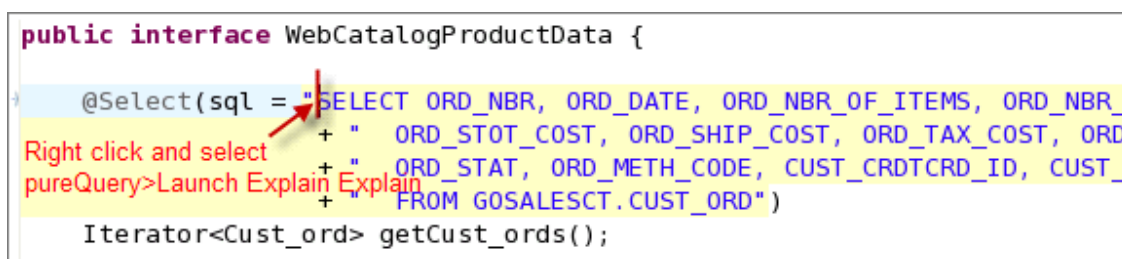 public interface WebCatalogProductData {
@Select(sql = "SELECT ORD_NBR, ORD_DATE, ORD_NBR_OF_ITEMS, ORD_NBR_
+ " ORD_STOT_COST, ORD_SHIP_COST, ORD_TAX_COST, ORD
Right click and select
+ " ORD_STAT, ORD_METH_CODE, CUST_CRDTCRD_ID, CUST_
pureQuery>Launch Explain Explain
+ " FROM GOSALESCT.CUST_ORD")
Iterator<Cust_ord> getCust_ords();